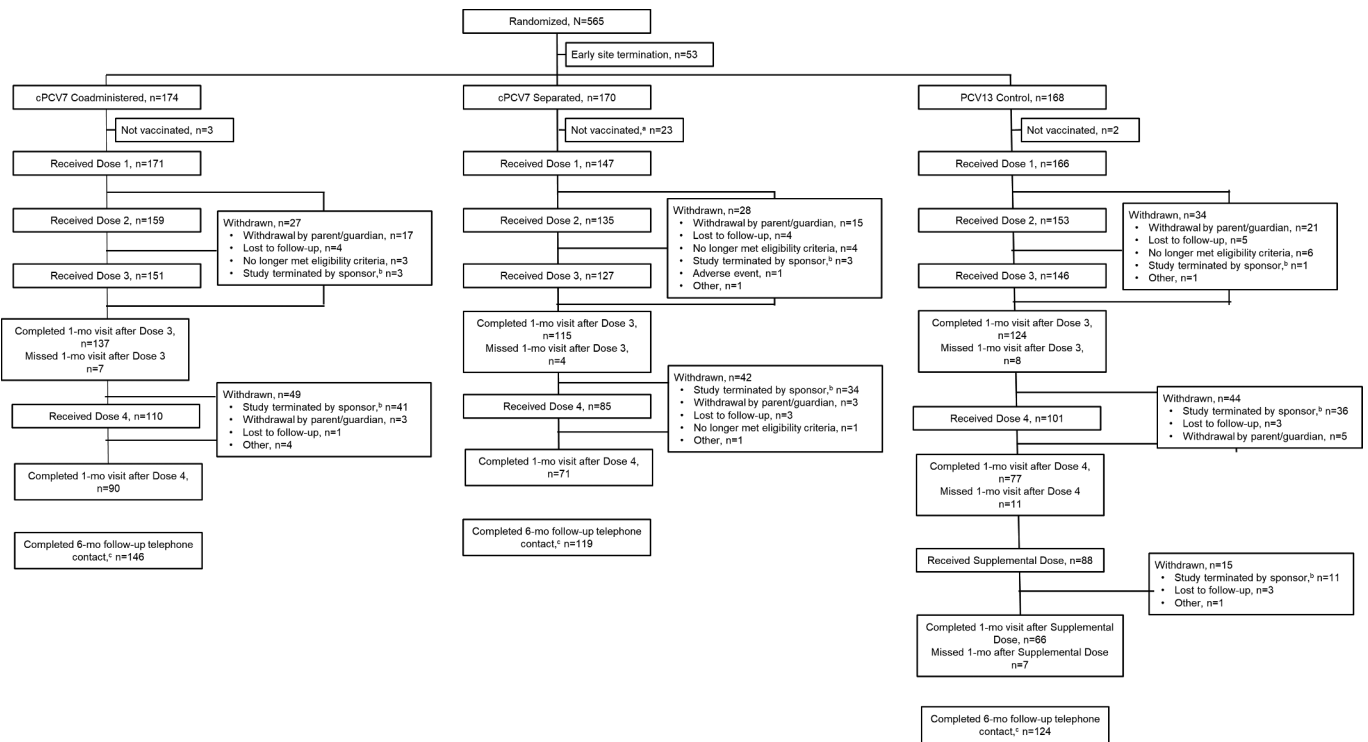 Randomized, N=565
Early site termination, n=53
cPCV7 Coadministered, n=174
Not vaccinated, n=3
Received Dose 1, n=171
Received Dose 2, n=159
Received Dose 3, n=151
Withdrawn, n=27
• Withdrawal by parent/guardian, n=17
• Lost to follow-up, n=4
• No longer met eligibility criteria, n=3
• Study terminated by sponsor,ᵇ n=3
Completed 1-mo visit after Dose 3,
n=137
Missed 1-mo visit after Dose 3
n=7
Received Dose 4, n=110
Withdrawn, n=49
• Study terminated by sponsor,ᵇ n=41
• Withdrawal by parent/guardian, n=3
• Lost to follow-up, n=1
• Other, n=4
Completed 1-mo visit after Dose 4,
n=90
Completed 6-mo follow-up telephone
contact,ᶜ n=146
cPCV7 Separated, n=170
Not vaccinated,ᵃ n=23
Received Dose 1, n=147
Received Dose 2, n=135
Received Dose 3, n=127
Withdrawn, n=28
• Withdrawal by parent/guardian, n=15
• Lost to follow-up, n=4
• No longer met eligibility criteria, n=4
• Study terminated by sponsor,ᵇ n=3
• Adverse event, n=1
• Other, n=1
Completed 1-mo visit after Dose 3,
n=115
Missed 1-mo visit after Dose 3,
n=4
Received Dose 4, n=85
Withdrawn, n=42
• Study terminated by sponsor,ᵇ n=34
• Withdrawal by parent/guardian, n=3
• Lost to follow-up, n=3
• No longer met eligibility criteria, n=1
• Other, n=1
Completed 1-mo visit after Dose 4,
n=71
Completed 6-mo follow-up telephone
contact,ᶜ n=119
PCV13 Control, n=168
Not vaccinated, n=2
Received Dose 1, n=166
Received Dose 2, n=153
Received Dose 3, n=146
Withdrawn, n=34
• Withdrawal by parent/guardian, n=21
• Lost to follow-up, n=5
• No longer met eligibility criteria, n=6
• Study terminated by sponsor,ᵇ n=1
• Other, n=1
Completed 1-mo visit after Dose 3,
n=124
Missed 1-mo visit after Dose 3,
n=8
Received Dose 4, n=101
Withdrawn, n=44
• Study terminated by sponsor,ᵇ n=36
• Lost to follow-up, n=3
• Withdrawal by parent/guardian, n=5
Completed 1-mo visit after Dose 4,
n=77
Missed 1-mo visit after Dose 4
n=11
Received Supplemental Dose, n=88
Withdrawn, n=15
• Study terminated by sponsor,ᵇ n=11
• Lost to follow-up, n=3
• Other, n=1
Completed 1-mo visit after Supplemental
Dose, n=66
Missed 1-mo after Supplemental Dose
n=7
Completed 6-mo follow-up telephone
contact,ᶜ n=124